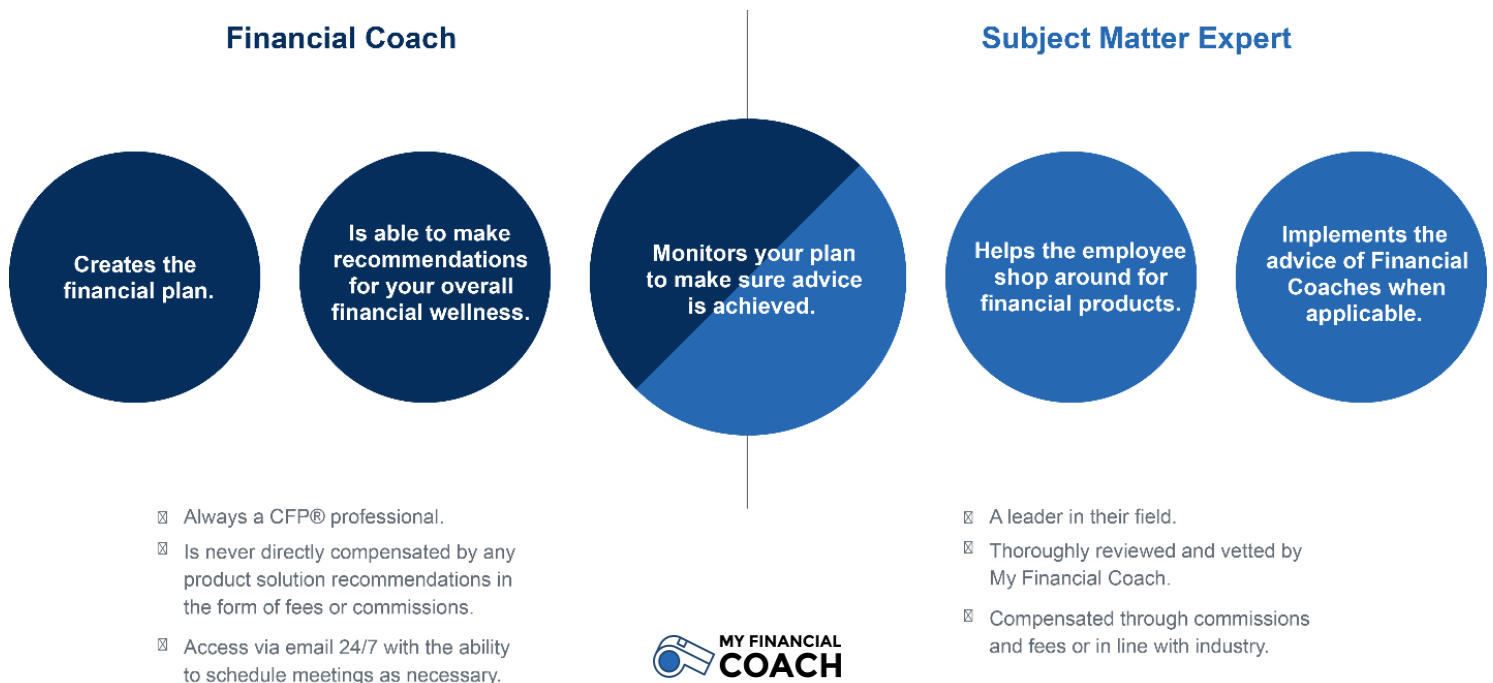 Financial Coach
Subject Matter Expert
Creates the
financial plan.
Is able to make
recommendations
for your overall
financial wellness.
Monitors your plan
to make sure advice
is achieved.
Helps the employee
shop around for
financial products.
Implements the
advice of Financial
Coaches when
applicable.
Always a CFP® professional.
Is never directly compensated by any
product solution recommendations in
the form of fees or commissions.
Access via email 24/7 with the ability
to schedule meetings as necessary.
MY FINANCIAL
COACH
A leader in their field.
Thoroughly reviewed and vetted by
My Financial Coach.
Compensated through commissions
and fees or in line with industry.